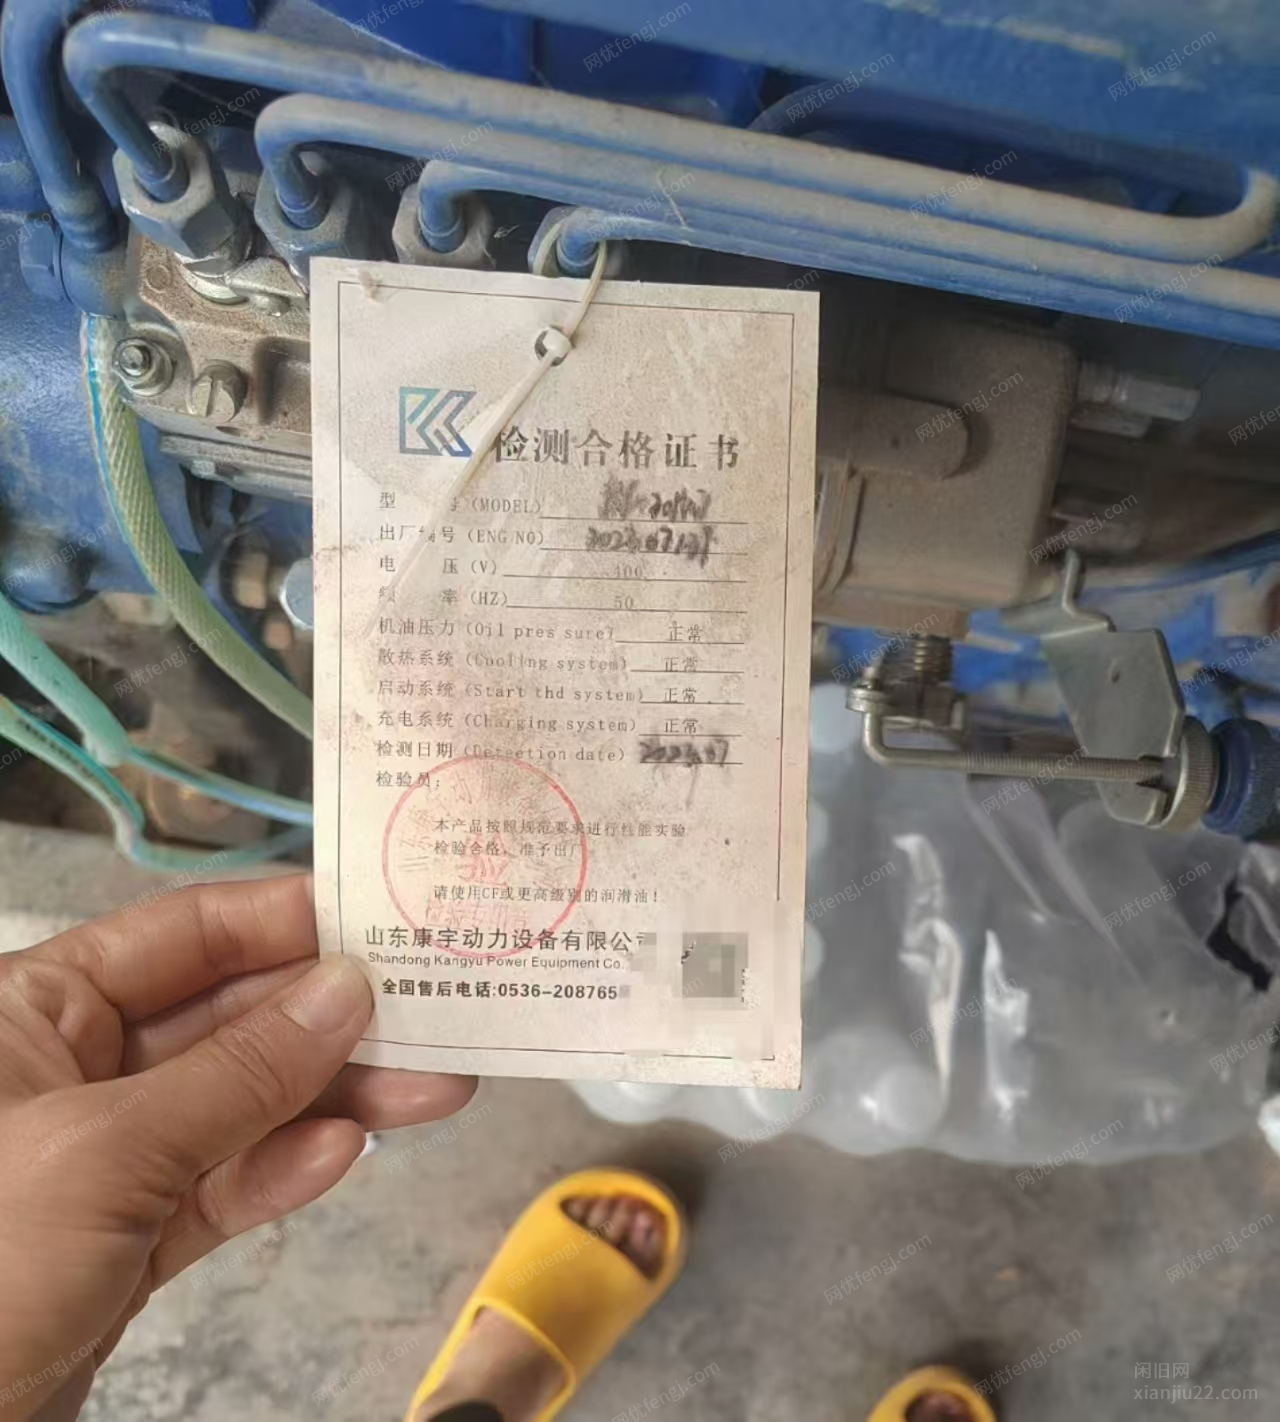 检测合格证书
型 号(MODEL)
出厂编号(ENG NO)
电 压(V) 400
频 率(HZ) 50
机油压力(Oil pres sure) 正常
散热系统(Cooling system) 正常
启动系统(Start thd system) 正常
充电系统(Charging system) 正常
检测日期(Detection date) 2023.07
检验员:
本产品按照规范要求进行性能实验
检验合格，准予出厂
请使用CF或更高级别的润滑油！
山东康宇动力设备有限公司
Shandong Kangyu Power Equipment Co.
全国售后电话:0536-208765
闲旧网
xianjiu22.com
网优fengj.com